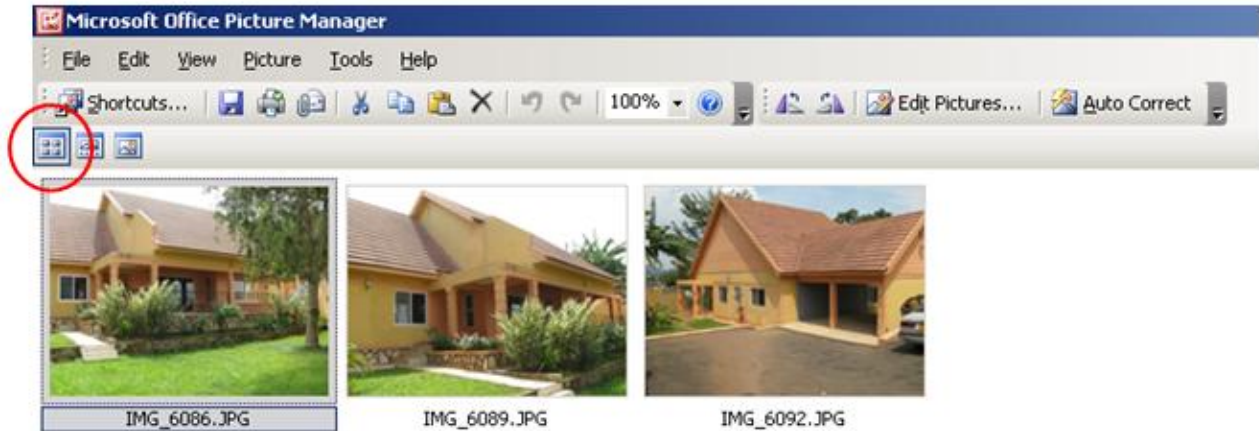 Microsoft Office Picture Manager
File Edit View Picture Tools Help
Shortcuts... 100% Edit Pictures... Auto Correct
IMG_6086.JPG IMG_6089.JPG IMG_6092.JPG